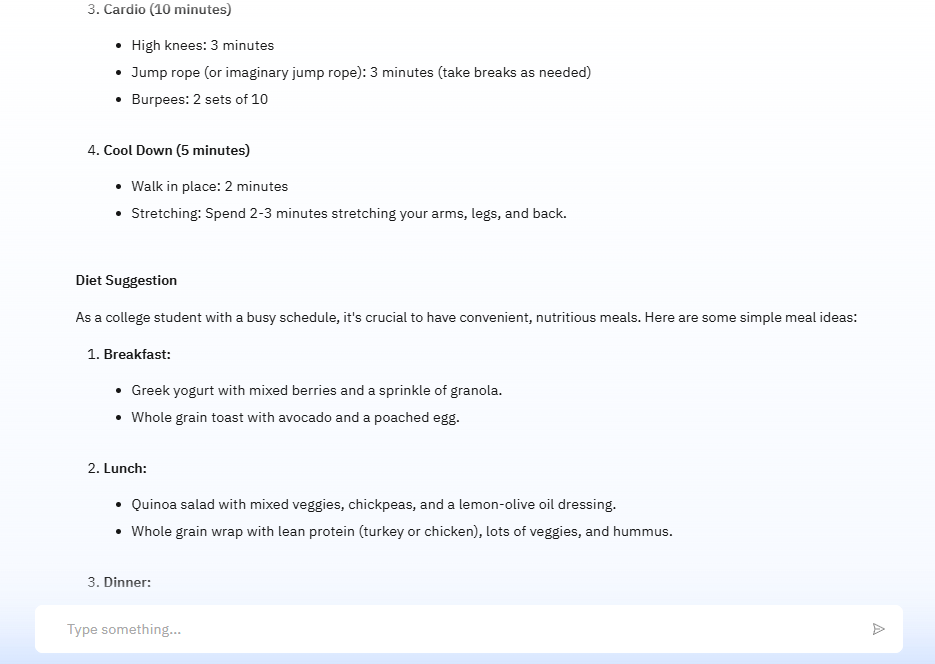 3. Cardio (10 minutes)
• High knees: 3 minutes
• Jump rope (or imaginary jump rope): 3 minutes (take breaks as needed)
• Burpees: 2 sets of 10
4. Cool Down (5 minutes)
• Walk in place: 2 minutes
• Stretching: Spend 2-3 minutes stretching your arms, legs, and back.
Diet Suggestion
As a college student with a busy schedule, it's crucial to have convenient, nutritious meals. Here are some simple meal ideas:
1. Breakfast:
• Greek yogurt with mixed berries and a sprinkle of granola.
• Whole grain toast with avocado and a poached egg.
2. Lunch:
• Quinoa salad with mixed veggies, chickpeas, and a lemon-olive oil dressing.
• Whole grain wrap with lean protein (turkey or chicken), lots of veggies, and hummus.
3. Dinner:
Type something...